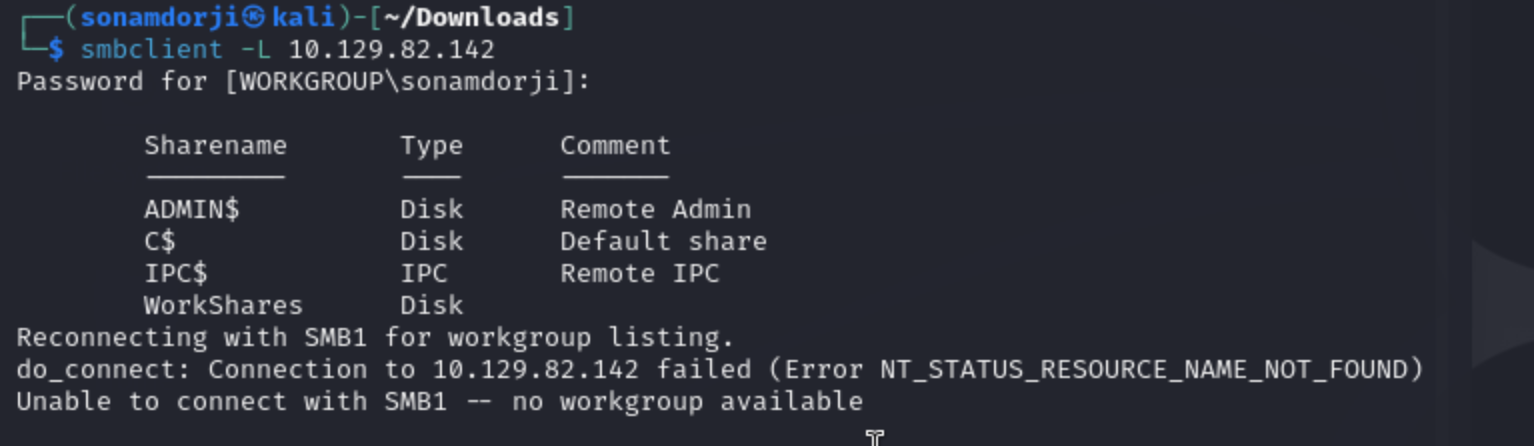 ┌──(sonamdorji㉿kali)-[~/Downloads]
└─$ smbclient -L 10.129.82.142
Password for [WORKGROUP\sonamdorji]:
Sharename Type Comment
--------- ---- -------
ADMIN$ Disk Remote Admin
C$ Disk Default share
IPC$ IPC Remote IPC
WorkShares Disk
Reconnecting with SMB1 for workgroup listing.
do_connect: Connection to 10.129.82.142 failed (Error NT_STATUS_RESOURCE_NAME_NOT_FOUND)
Unable to connect with SMB1 -- no workgroup available